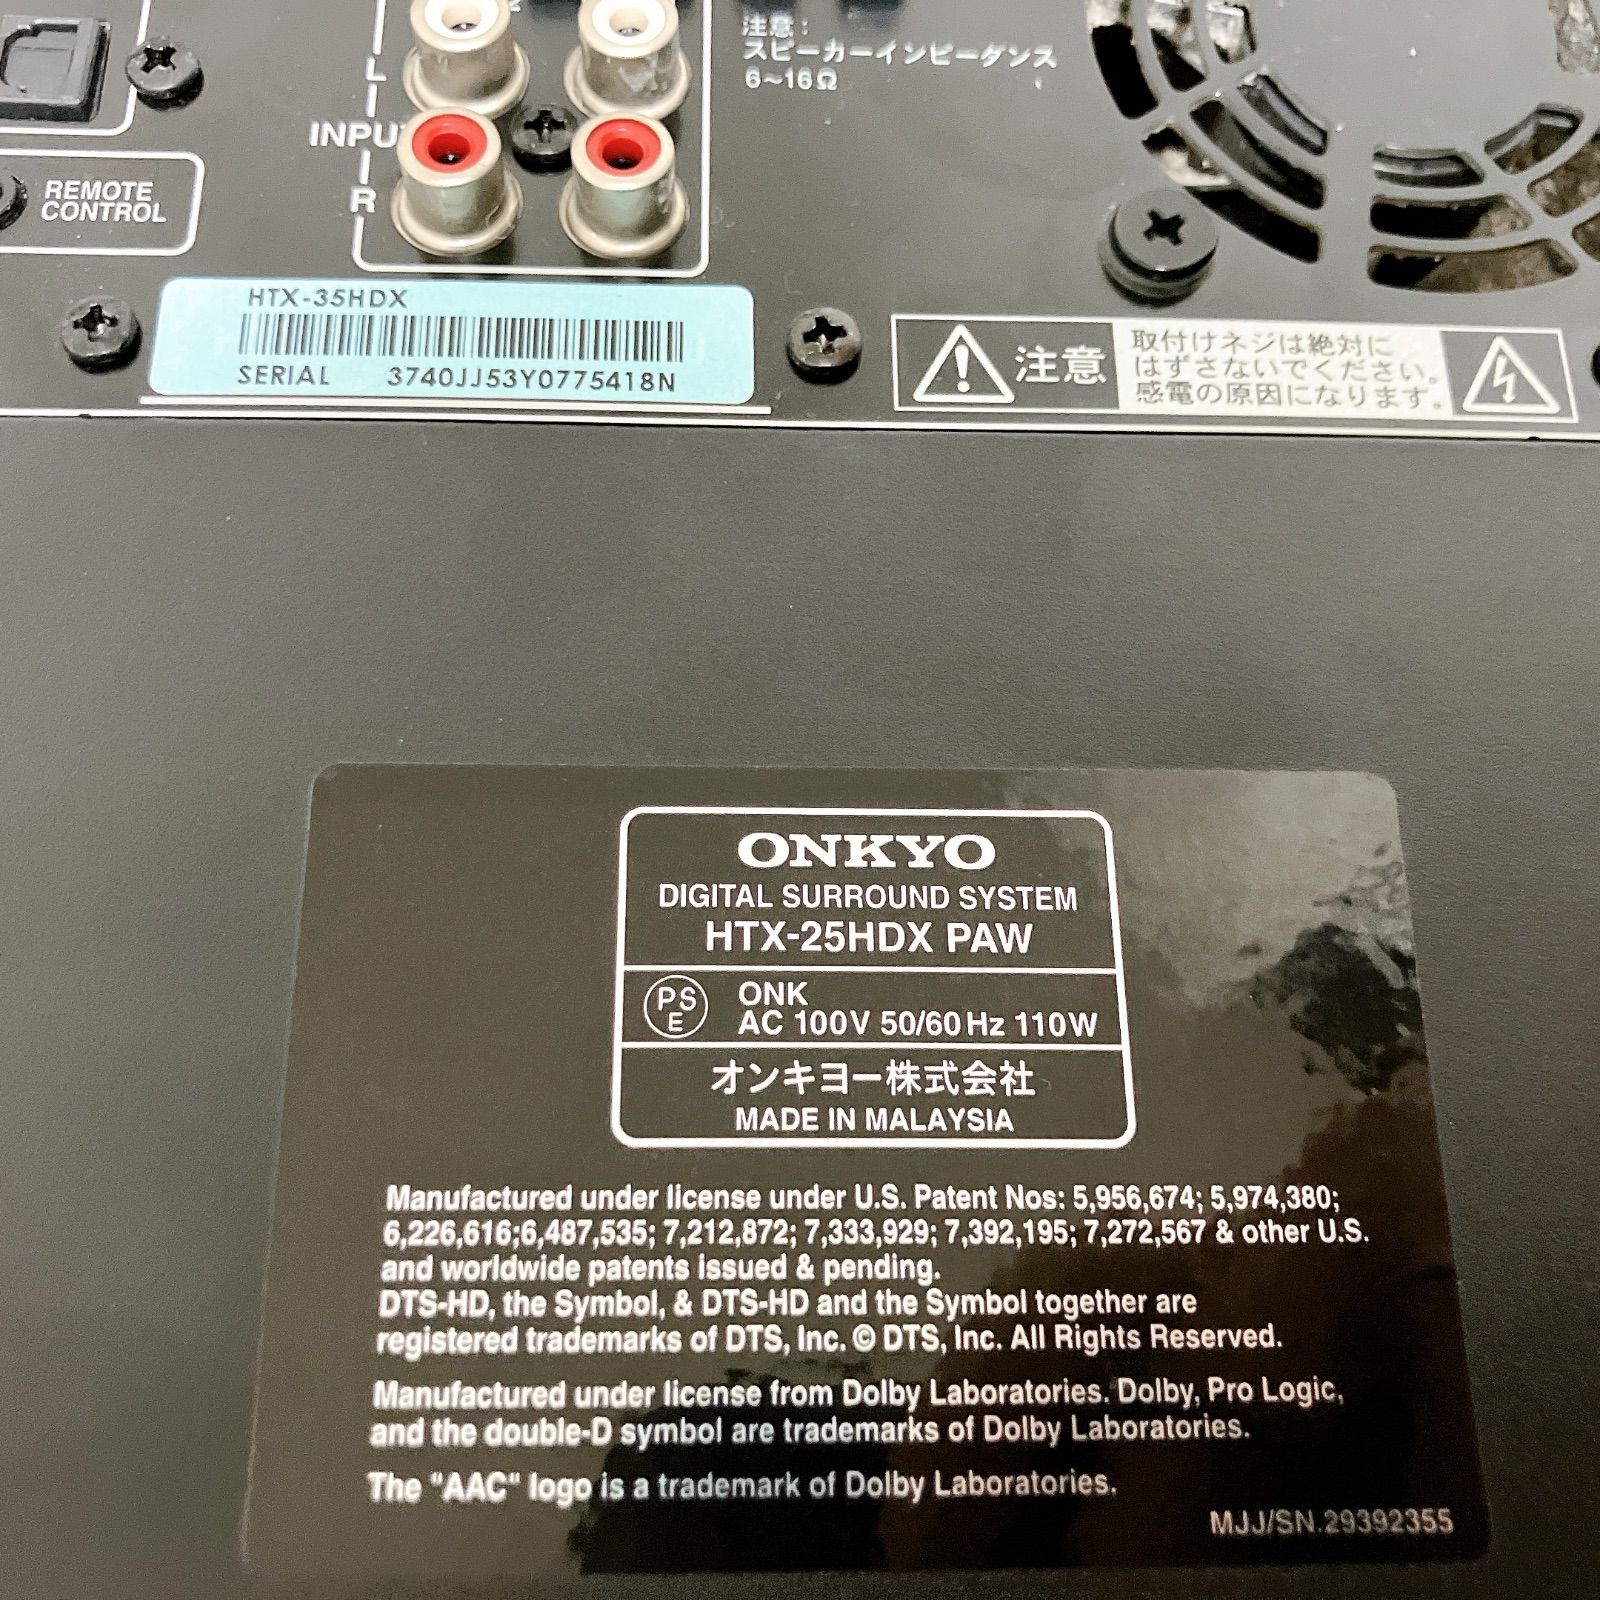 注意:
スピーカーインピーダンス
6~16Ω
L
INPUT
R
REMOTE
CONTROL
HTX-35HDX
SERIAL 3740JJ53Y0775418N
注意
取付けネジは絶対に
はずさないでください。
感電の原因になります。
ONKYO
DIGITAL SURROUND SYSTEM
HTX-25HDX PAW
PSE
ONK
AC 100V 50/60Hz 110W
オンキヨー株式会社
MADE IN MALAYSIA
Manufactured under license under U.S. Patent Nos: 5,956,674; 5,974,380;
6,226,616;6,487,535; 7,212,872; 7,333,929; 7,392,195; 7,272,567 & other U.S.
and worldwide patents issued & pending.
DTS-HD, the Symbol, & DTS-HD and the Symbol together are
registered trademarks of DTS, Inc. © DTS, Inc. All Rights Reserved.
Manufactured under license from Dolby Laboratories. Dolby, Pro Logic,
and the double-D symbol are trademarks of Dolby Laboratories.
The "AAC" logo is a trademark of Dolby Laboratories.
MJJ/SN.29392355